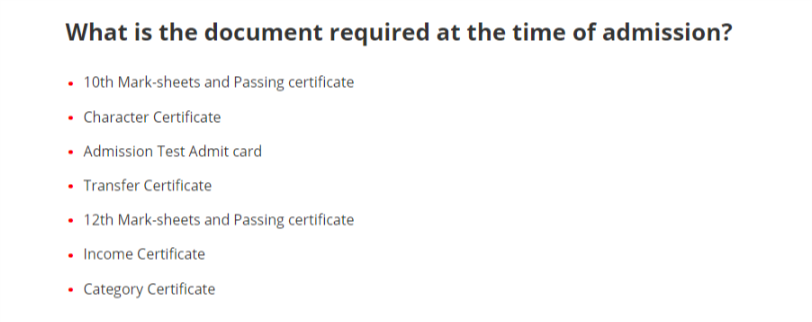 What is the document required at the time of admission?
• 10th Mark-sheets and Passing certificate
• Character Certificate
• Admission Test Admit card
• Transfer Certificate
• 12th Mark-sheets and Passing certificate
• Income Certificate
• Category Certificate